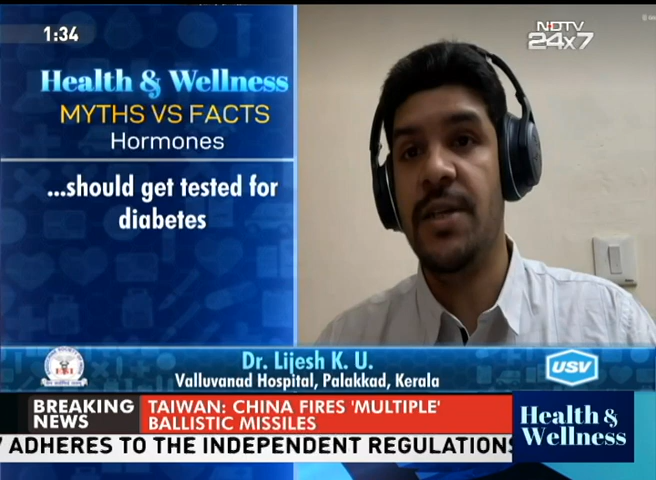 1:34
NDTV
24x7
Health & Wellness
MYTHS VS FACTS
Hormones
...should get tested for
diabetes
Dr. Lijesh K. U.
Valluvanad Hospital, Palakkad, Kerala
USV
BREAKING
NEWS
TAIWAN: CHINA FIRES 'MULTIPLE'
BALLISTIC MISSILES
ADHERES TO THE INDEPENDENT REGULATIONS
Health &
Wellness